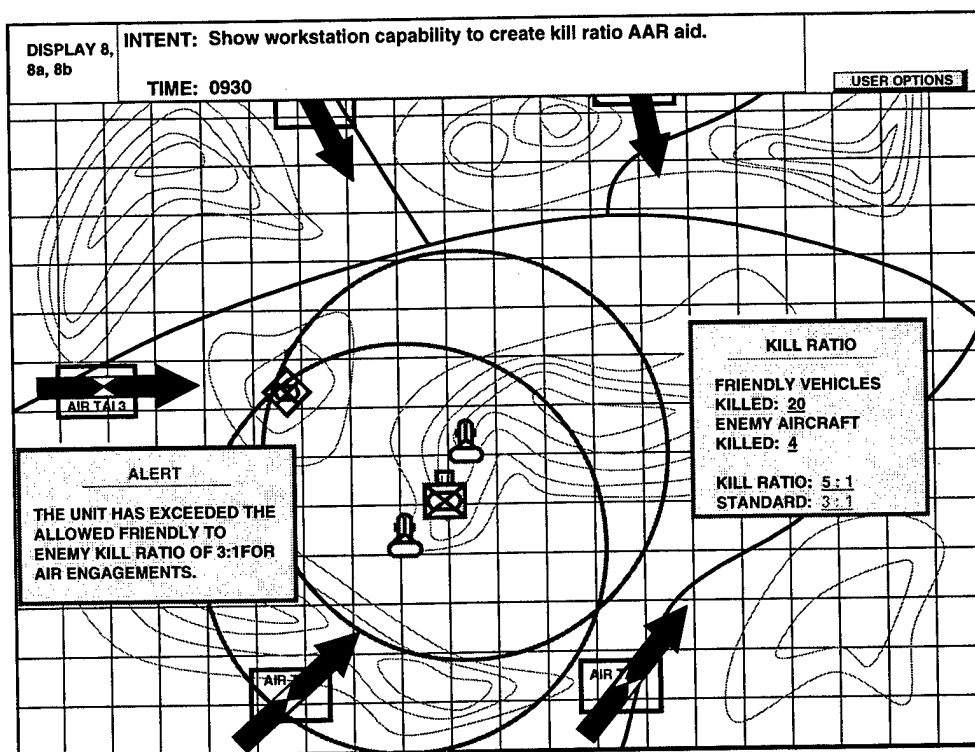 DISPLAY 8,
8a, 8b
INTENT: Show workstation capability to create kill ratio AAR aid.
TIME: 0930
USER OPTIONS
AIR TAI 3
KILL RATIO
FRIENDLY VEHICLES
KILLED: 20
ENEMY AIRCRAFT
KILLED: 4
KILL RATIO: 5 : 1
STANDARD: 3 : 1
ALERT
THE UNIT HAS EXCEEDED THE
ALLOWED FRIENDLY TO
ENEMY KILL RATIO OF 3:1FOR
AIR ENGAGEMENTS.
AIR
AIR